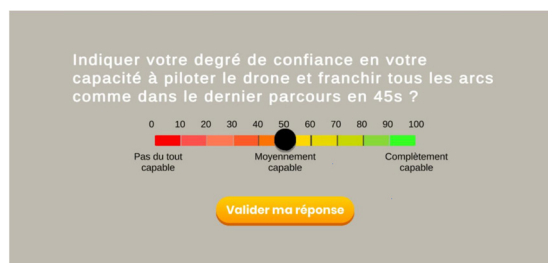 Indiquer votre degré de confiance en votre
capacité à piloter le drone et franchir tous les arcs
comme dans le dernier parcours en 45s ?
0 10 20 30 40 50 60 70 80 90 100
Pas du tout capable
Moyennement capable
Complètement capable
Valider ma réponse